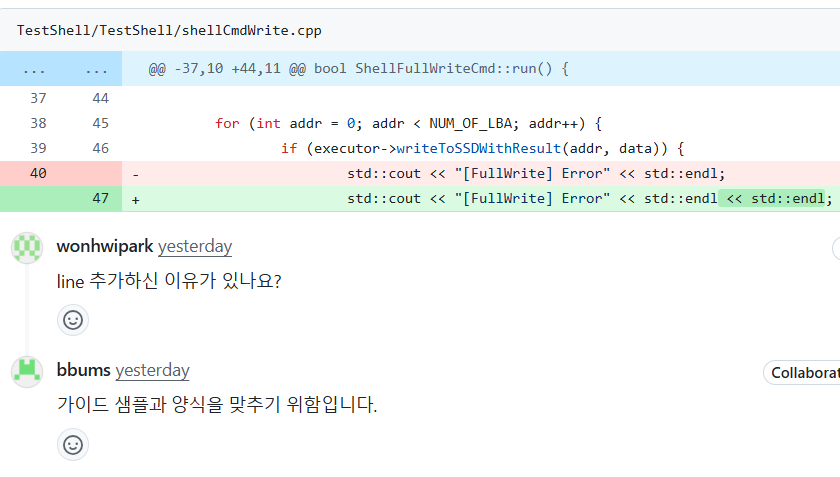 TestShell/TestShell/shellCmdWrite.cpp
... ... @@ -37,10 +44,11 @@ bool ShellFullWriteCmd::run() {
37 44
38 45 for (int addr = 0; addr < NUM_OF_LBA; addr++) {
39 46 if (executor->writeToSSDWithResult(addr, data)) {
40 - std::cout << "[FullWrite] Error" << std::endl;
47 + std::cout << "[FullWrite] Error" << std::endl << std::endl;
wonhwipark yesterday
line 추가하신 이유가 있나요?
bbums yesterday
Collaborat
가이드 샘플과 양식을 맞추기 위함입니다.